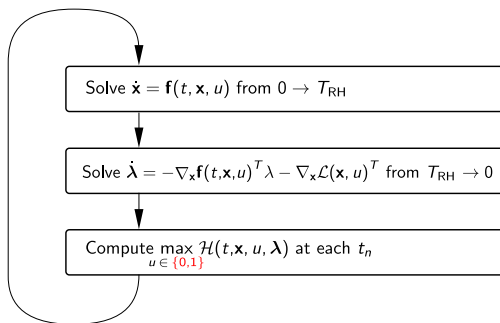 Solve ẋ = f(t, x, u) from 0 → T_RH
Solve λ̇ = −∇ₓf(t,x,u)ᵀλ − ∇ₓℒ(x, u)ᵀ from T_RH → 0
Compute max ℋ(t,x, u, λ) at each tₙ
u ∈ {0,1}